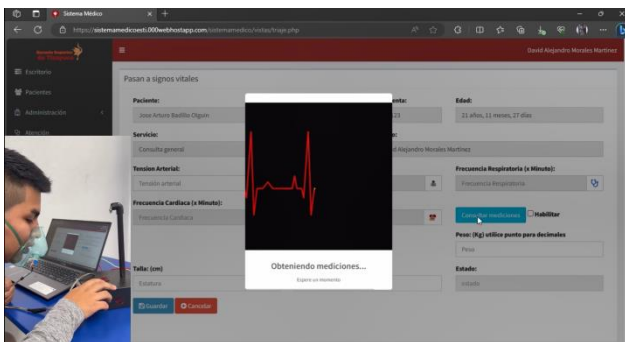 Sistema Médico
https://sistemamedicoesti.000webhostapp.com/sistemamedico/vistas/triaje.php
David Alejandro Morales Martinez
Escritorio
Pasan a signos vitales
Pacientes
Paciente:
Edad:
Jose Arturo Badillo Olguin
21 años, 11 meses, 27 días
Administración
Servicio:
Atención
Consulta general
Alejandro Morales Martinez
Tension Arterial:
Frecuencia Respiratoria (x Minuto):
Tensión arterial
Frecuencia Respiratoria
Frecuencia Cardiaca (x Minuto):
Consultar mediciones
Habilitar
Frecuencia Cardiaca
Peso: (Kg) utilice punto para decimales
Peso
Obteniendo mediciones...
Talla: (cm)
Estado:
Espere un momento
Estatura
estado
Guardar
Cancelar